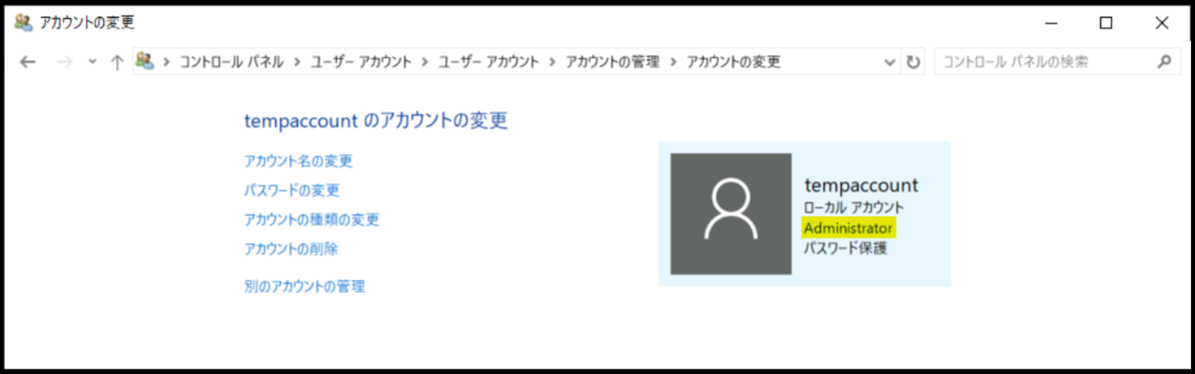 アカウントの変更
コントロール パネル > ユーザー アカウント > ユーザー アカウント > アカウントの管理 > アカウントの変更
コントロール パネルの検索
tempaccount のアカウントの変更
アカウント名の変更
パスワードの変更
アカウントの種類の変更
アカウントの削除
別のアカウントの管理
tempaccount
ローカル アカウント
Administrator
パスワード保護